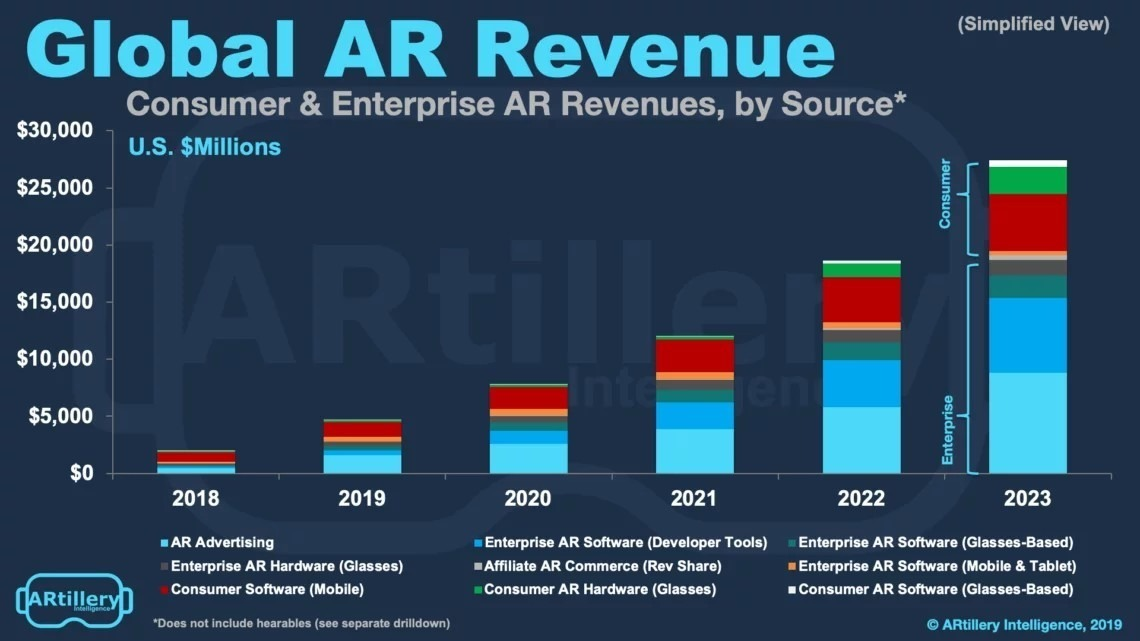 Global AR Revenue
(Simplified View)
Consumer & Enterprise AR Revenues, by Source*
U.S. $Millions
$30,000
$25,000
$20,000
$15,000
$10,000
$5,000
$0
Consumer
Enterprise
2018 2019 2020 2021 2022 2023
AR Advertising Enterprise AR Software (Developer Tools) Enterprise AR Software (Glasses-Based)
Enterprise AR Hardware (Glasses) Affiliate AR Commerce (Rev Share) Enterprise AR Software (Mobile & Tablet)
Consumer Software (Mobile) Consumer AR Hardware (Glasses) Consumer AR Software (Glasses-Based)
ARtillery
Intelligence
*Does not include hearables (see separate drilldown)
© ARtillery Intelligence, 2019
ARtillery
Intelligence